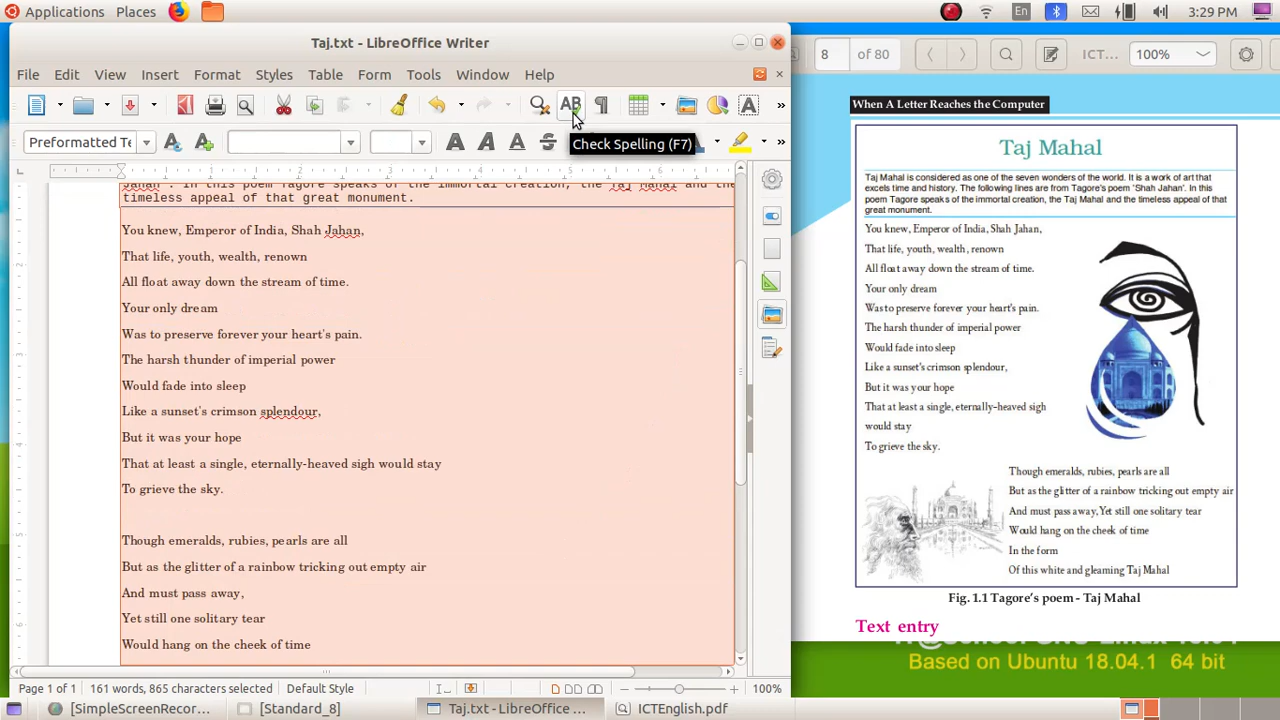 Applications Places En 3:29 PM
Taj.txt - LibreOffice Writer
File Edit View Insert Format Styles Table Form Tools Window Help
Preformatted Te
Check Spelling (F7)
Jahan'. In this poem Tagore speaks of the immortal creation, the Taj Mahal and the
timeless appeal of that great monument.
You knew, Emperor of India, Shah Jahan,
That life, youth, wealth, renown
All float away down the stream of time.
Your only dream
Was to preserve forever your heart's pain.
The harsh thunder of imperial power
Would fade into sleep
Like a sunset's crimson splendour,
But it was your hope
That at least a single, eternally-heaved sigh would stay
To grieve the sky.
Though emeralds, rubies, pearls are all
But as the glitter of a rainbow tricking out empty air
And must pass away,
Yet still one solitary tear
Would hang on the cheek of time
Page 1 of 1 161 words, 865 characters selected Default Style 100%
8 of 80 ICT... 100%
When A Letter Reaches the Computer
Taj Mahal
Taj Mahal is considered as one of the seven wonders of the world. It is a work of art that
excels time and history. The following lines are from Tagore's poem 'Shah Jahan'. In this
poem Tagore speaks of the immortal creation, the Taj Mahal and the timeless appeal of that
great monument.
You knew, Emperor of India, Shah Jahan,
That life, youth, wealth, renown
All float away down the stream of time.
Your only dream
Was to preserve forever your heart's pain.
The harsh thunder of imperial power
Would fade into sleep
Like a sunset's crimson splendour,
But it was your hope
That at least a single, eternally-heaved sigh
would stay
To grieve the sky.
Though emeralds, rubies, pearls are all
But as the glitter of a rainbow tricking out empty air
And must pass away,Yet still one solitary tear
Would hang on the cheek of time
In the form
Of this white and gleaming Taj Mahal
Fig. 1.1 Tagore's poem - Taj Mahal
Text entry
Based on Ubuntu 18.04.1 64 bit
[SimpleScreenRecor... [Standard_8] Taj.txt - LibreOffice ... ICTEnglish.pdf